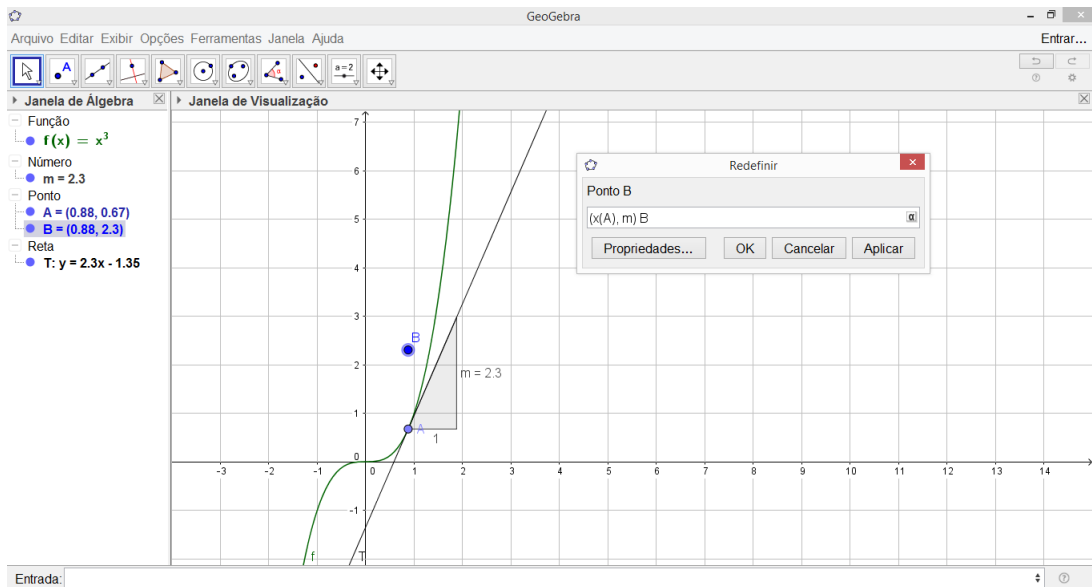 GeoGebra
Arquivo Editar Exibir Opções Ferramentas Janela Ajuda
Entrar...
A
a=2
Janela de Álgebra
Janela de Visualização
Função
f(x) = x³
Número
m = 2.3
Ponto
A = (0.88, 0.67)
B = (0.88, 2.3)
Reta
T: y = 2.3x - 1.35
Redefinir
Ponto B
(x(A), m) B
α
Propriedades...
OK
Cancelar
Aplicar
7
6
5
4
3
2
1
0
-1
-3 -2 -1 0 1 2 3 4 5 6 7 8 9 10 11 12 13 14
B
m = 2.3
A
1
f
T
Entrada: